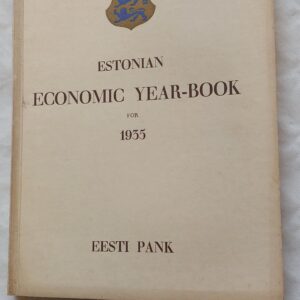 ESTONIAN
ECONOMIC YEAR-BOOK
FOR
1935
EESTI PANK